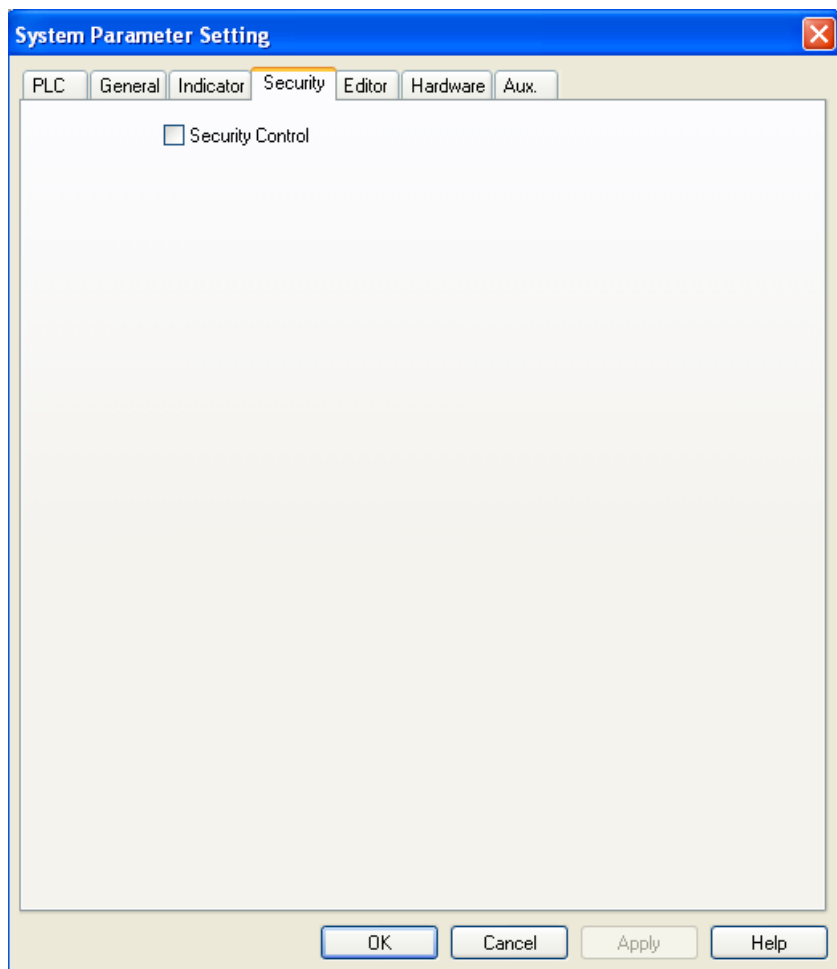 System Parameter Setting
PLC General Indicator Security Editor Hardware Aux.
Security Control
OK Cancel Apply Help